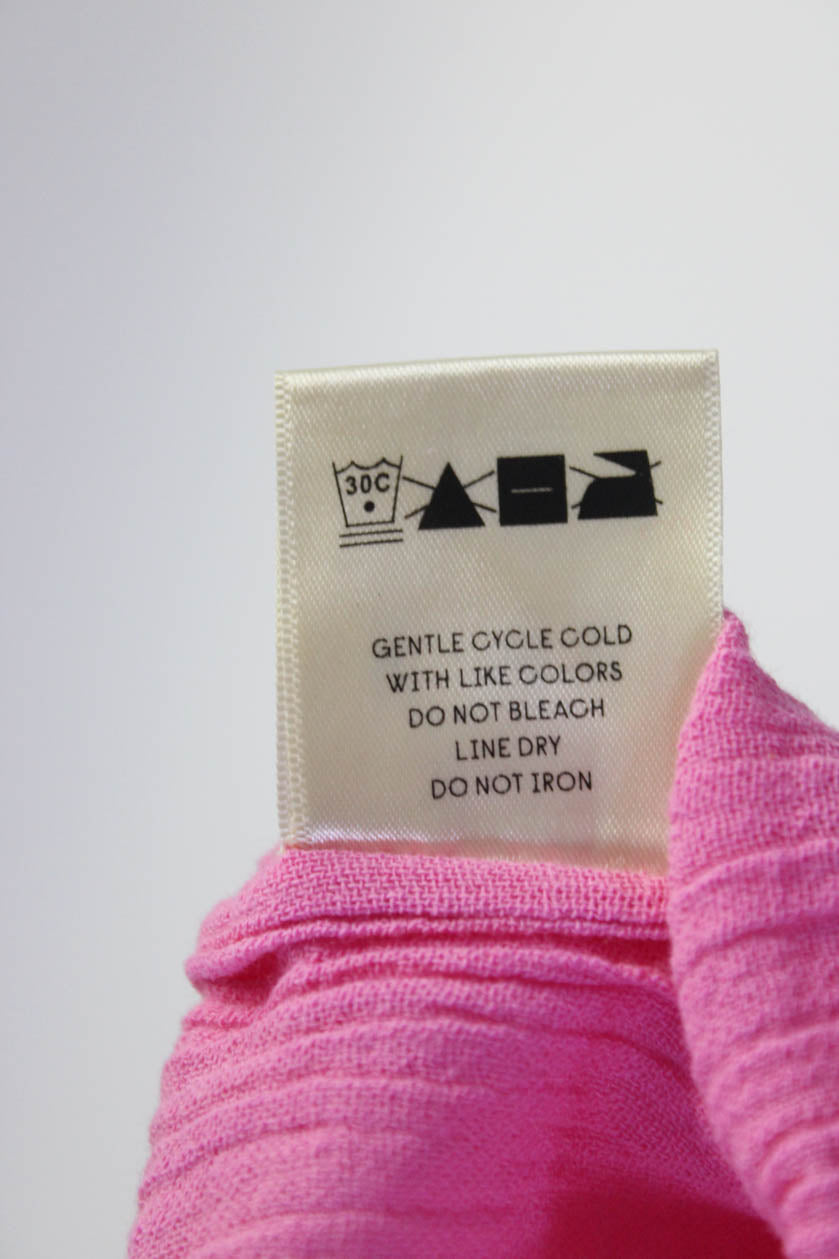 30C
GENTLE CYCLE COLD
WITH LIKE COLORS
DO NOT BLEACH
LINE DRY
DO NOT IRON